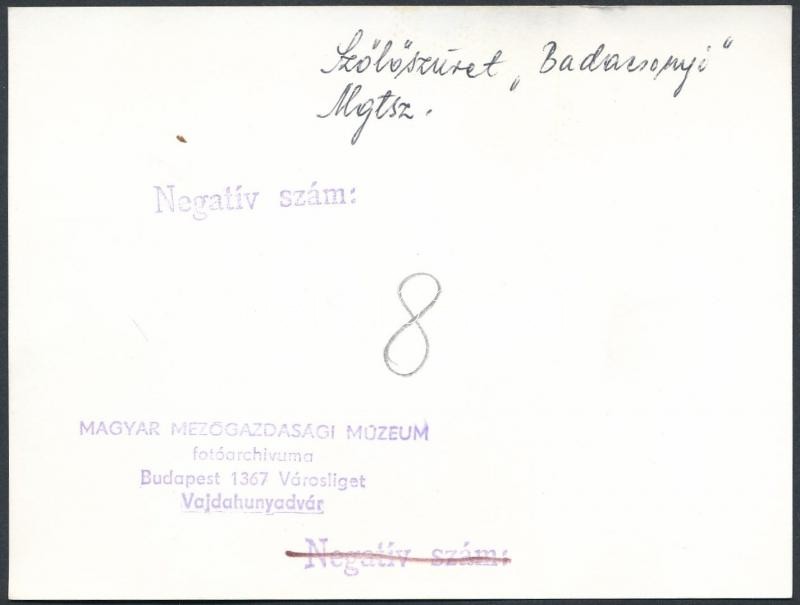 Szőlőszüret „Badacsonyi"
Mgtsz.
Negatív szám:
8
MAGYAR MEZŐGAZDASÁGI MÚZEUM
fotóarchivuma
Budapest 1367 Városliget
Vajdahunyadvár
Negatív szám: